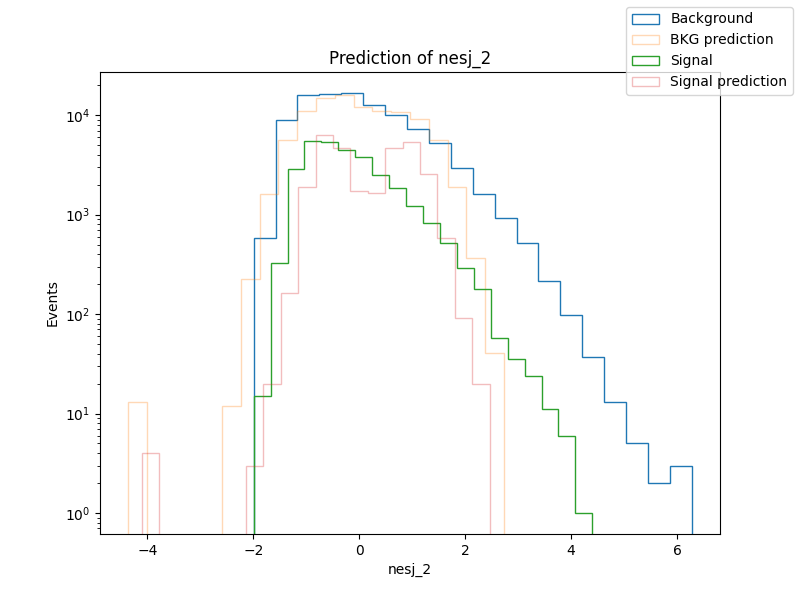 Prediction of nesj_2
Background
BKG prediction
Signal
Signal prediction
Events
10⁴
10³
10²
10¹
10⁰
−4 −2 0 2 4 6
nesj_2